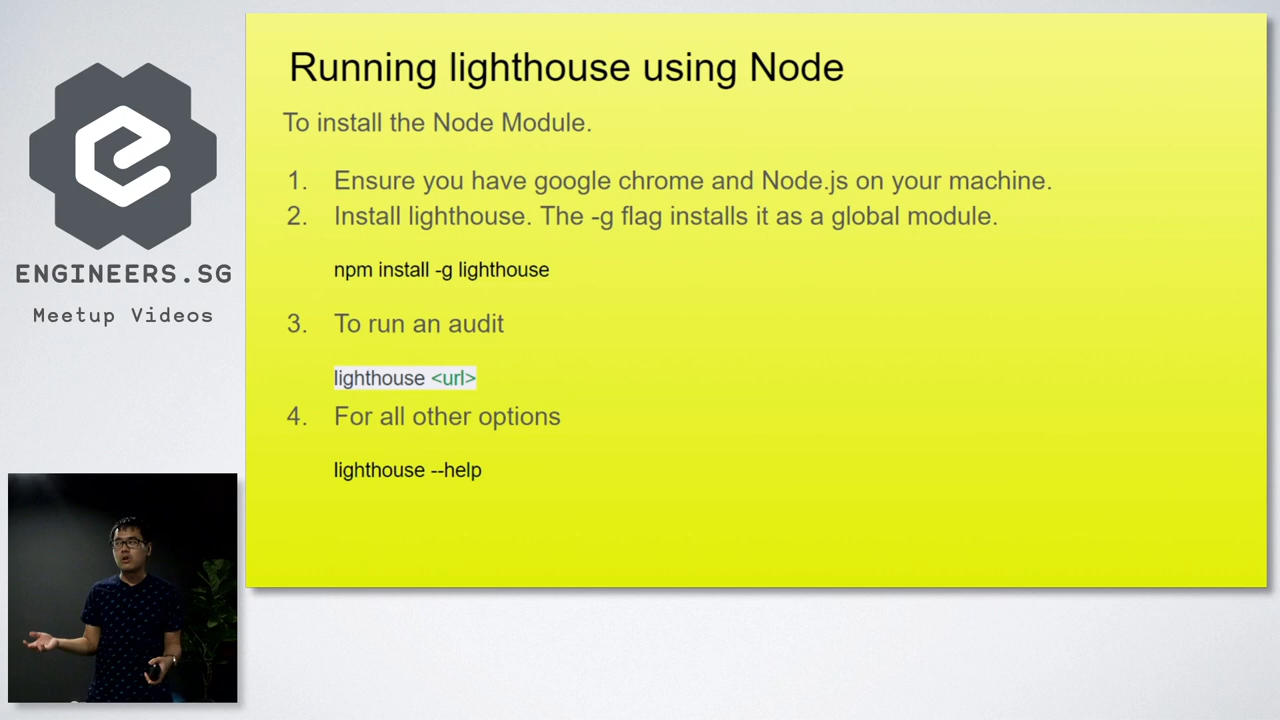 Running lighthouse using Node
To install the Node Module.
1. Ensure you have google chrome and Node.js on your machine.
2. Install lighthouse. The -g flag installs it as a global module.
npm install -g lighthouse
3. To run an audit
lighthouse <url>
4. For all other options
lighthouse --help
ENGINEERS.SG
Meetup Videos